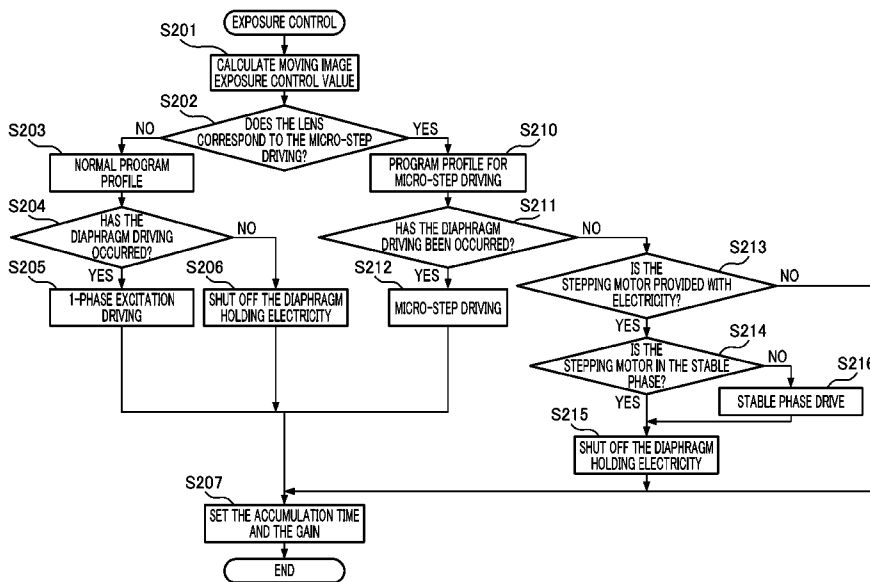 EXPOSURE CONTROL
S201
CALCULATE MOVING IMAGE
EXPOSURE CONTROL VALUE
S202
DOES THE LENS
CORRESPOND TO THE MICRO-STEP
DRIVING?
NO
YES
S203
NORMAL PROGRAM
PROFILE
S210
PROGRAM PROFILE FOR
MICRO-STEP DRIVING
S204
HAS THE
DIAPHRAGM DRIVING
OCCURRED?
NO
YES
S211
HAS THE DIAPHRAGM
DRIVING BEEN OCCURRED?
NO
YES
S205
1-PHASE EXCITATION
DRIVING
S206
SHUT OFF THE DIAPHRAGM
HOLDING ELECTRICITY
S212
MICRO-STEP DRIVING
S213
IS THE
STEPPING MOTOR PROVIDED WITH
ELECTRICITY?
NO
YES
S214
IS THE
STEPPING MOTOR IN THE STABLE
PHASE?
NO
YES
S216
STABLE PHASE DRIVE
S215
SHUT OFF THE DIAPHRAGM
HOLDING ELECTRICITY
S207
SET THE ACCUMULATION TIME
AND THE GAIN
END